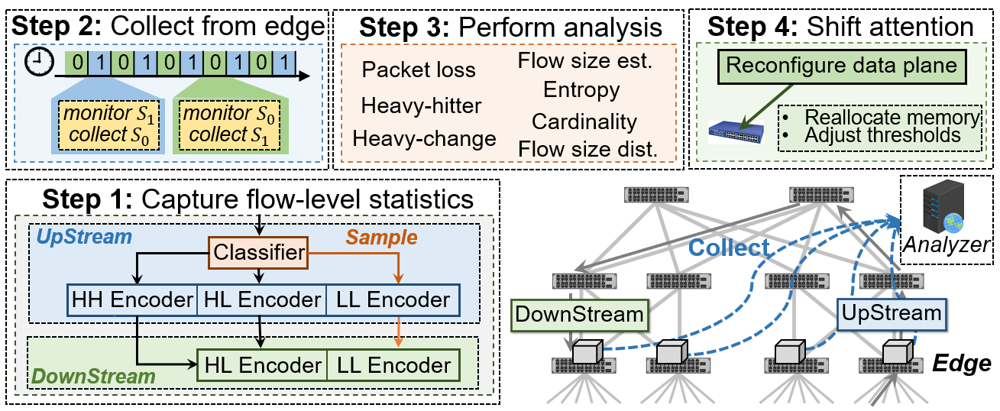 Step 2: Collect from edge
0 1 0 1 0 1 0 1 0 1
monitor S₁
collect S₀
monitor S₀
collect S₁
Step 3: Perform analysis
Packet loss
Heavy-hitter
Heavy-change
Flow size est.
Entropy
Cardinality
Flow size dist.
Step 4: Shift attention
Reconfigure data plane
• Reallocate memory
• Adjust thresholds
Step 1: Capture flow-level statistics
UpStream
Sample
Classifier
HH Encoder HL Encoder LL Encoder
HL Encoder LL Encoder
DownStream
Collect
Analyzer
DownStream
UpStream
Edge